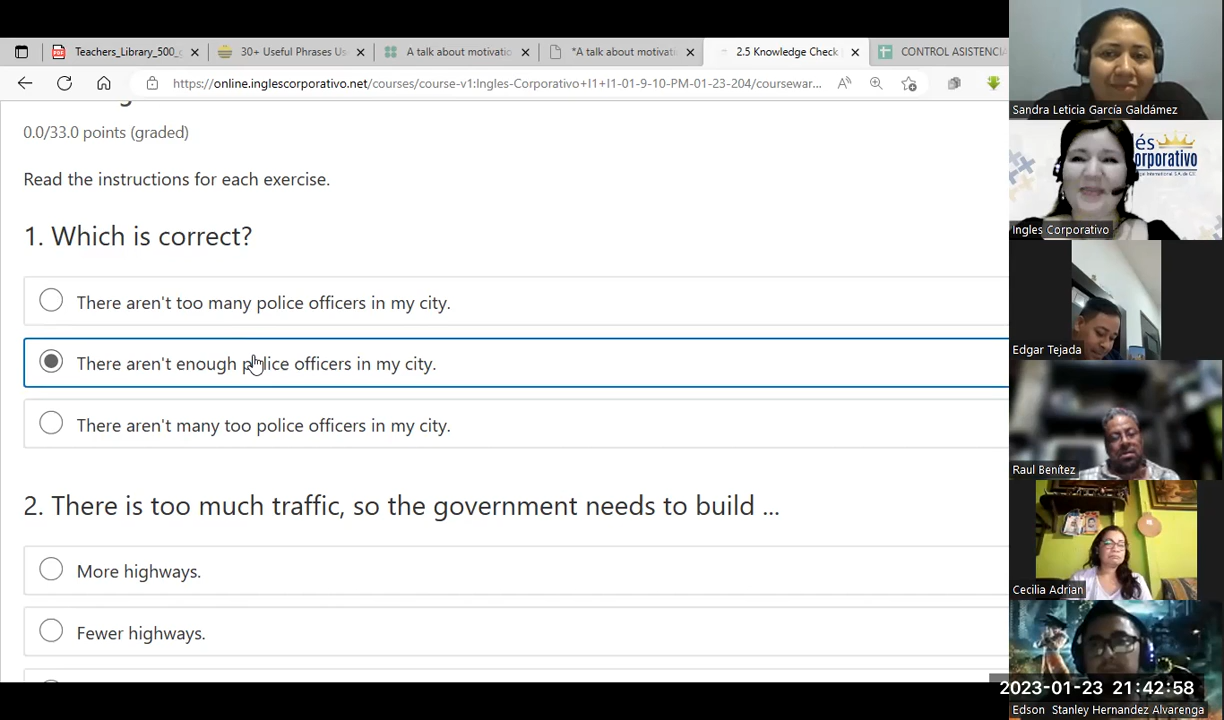 Teachers_Library_500_
30+ Useful Phrases Us
A talk about motivatio
*A talk about motivati
2.5 Knowledge Check
CONTROL ASISTENCI
https://online.inglescorporativo.net/courses/course-v1:Ingles-Corporativo+I1+I1-01-9-10-PM-01-23-204/coursewar...
0.0/33.0 points (graded)
Read the instructions for each exercise.
1. Which is correct?
There aren't too many police officers in my city.
There aren't enough police officers in my city.
There aren't many too police officers in my city.
2. There is too much traffic, so the government needs to build ...
More highways.
Fewer highways.
Sandra Leticia García Galdámez
és
orporativo
Ingles Corporativo
Edgar Tejada
Raul Benítez
Cecilia Adrian
2023-01-23 21:42:58
Edson Stanley Hernandez Alvarenga